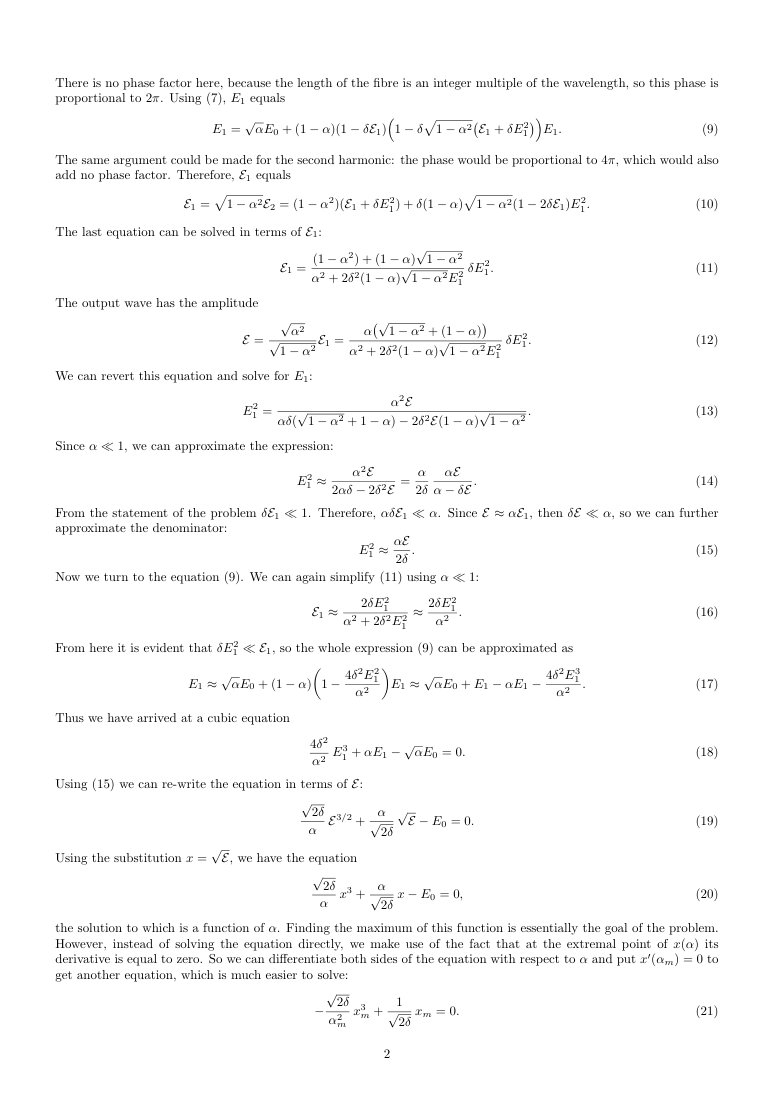 There is no phase factor here, because the length of the fibre is an integer multiple of the wavelength, so this phase is
proportional to 2π. Using (7), E₁ equals
E₁ = √α̅E₀ + (1 − α)(1 − δℰ₁)(1 − δ√(1 − α²)(ℰ₁ + δE₁²))E₁. (9)
The same argument could be made for the second harmonic: the phase would be proportional to 4π, which would also
add no phase factor. Therefore, ℰ₁ equals
ℰ₁ = √(1 − α²)ℰ₂ = (1 − α²)(ℰ₁ + δE₁²) + δ(1 − α)√(1 − α²)(1 − 2δℰ₁)E₁². (10)
The last equation can be solved in terms of ℰ₁:
ℰ₁ = ((1 − α²) + (1 − α)√(1 − α²)) / (α² + 2δ²(1 − α)√(1 − α²)E₁²) δE₁². (11)
The output wave has the amplitude
ℰ = √(α²) / √(1 − α²) ℰ₁ = α(√(1 − α²) + (1 − α)) / (α² + 2δ²(1 − α)√(1 − α²)E₁²) δE₁². (12)
We can revert this equation and solve for E₁:
E₁² = α²ℰ / (αδ(√(1 − α²) + 1 − α) − 2δ²ℰ(1 − α)√(1 − α²)). (13)
Since α ≪ 1, we can approximate the expression:
E₁² ≈ α²ℰ / (2αδ − 2δ²ℰ) = α/(2δ) αℰ/(α − δℰ). (14)
From the statement of the problem δℰ₁ ≪ 1. Therefore, αδℰ₁ ≪ α. Since ℰ ≈ αℰ₁, then δℰ ≪ α, so we can further
approximate the denominator:
E₁² ≈ αℰ/(2δ). (15)
Now we turn to the equation (9). We can again simplify (11) using α ≪ 1:
ℰ₁ ≈ 2δE₁² / (α² + 2δ²E₁²) ≈ 2δE₁²/α². (16)
From here it is evident that δE₁² ≪ ℰ₁, so the whole expression (9) can be approximated as
E₁ ≈ √αE₀ + (1 − α)(1 − 4δ²E₁²/α²)E₁ ≈ √αE₀ + E₁ − αE₁ − 4δ²E₁³/α². (17)
Thus we have arrived at a cubic equation
4δ²/α² E₁³ + αE₁ − √αE₀ = 0. (18)
Using (15) we can re-write the equation in terms of ℰ:
√(2δ)/α ℰ^(3/2) + α/√(2δ) √ℰ − E₀ = 0. (19)
Using the substitution x = √ℰ, we have the equation
√(2δ)/α x³ + α/√(2δ) x − E₀ = 0, (20)
the solution to which is a function of α. Finding the maximum of this function is essentially the goal of the problem.
However, instead of solving the equation directly, we make use of the fact that at the extremal point of x(α) its
derivative is equal to zero. So we can differentiate both sides of the equation with respect to α and put x′(αₘ) = 0 to
get another equation, which is much easier to solve:
−√(2δ)/αₘ² xₘ³ + 1/√(2δ) xₘ = 0. (21)
2